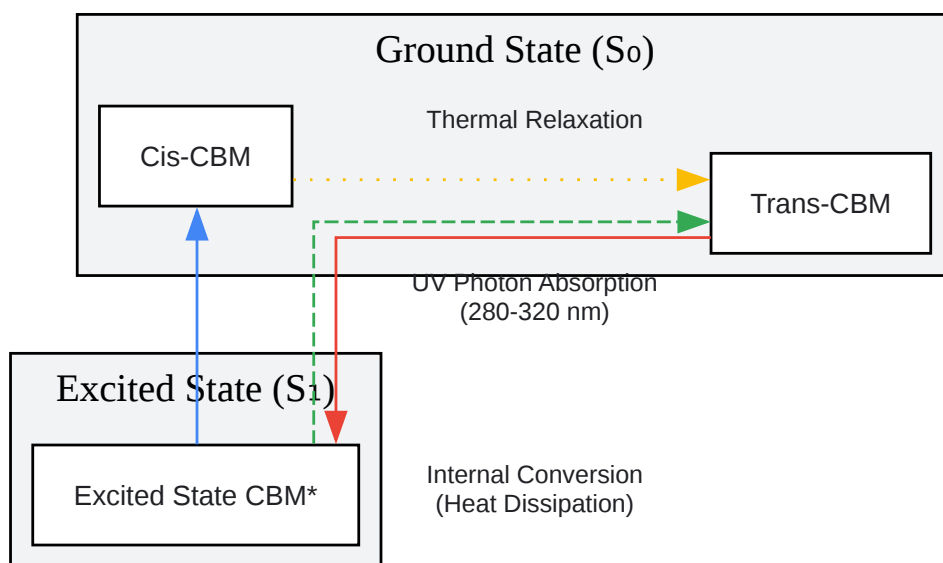 Ground State (S₀)
Thermal Relaxation
Cis-CBM
Trans-CBM
UV Photon Absorption
(280-320 nm)
Excited State (S₁)
Internal Conversion
(Heat Dissipation)
Excited State CBM*